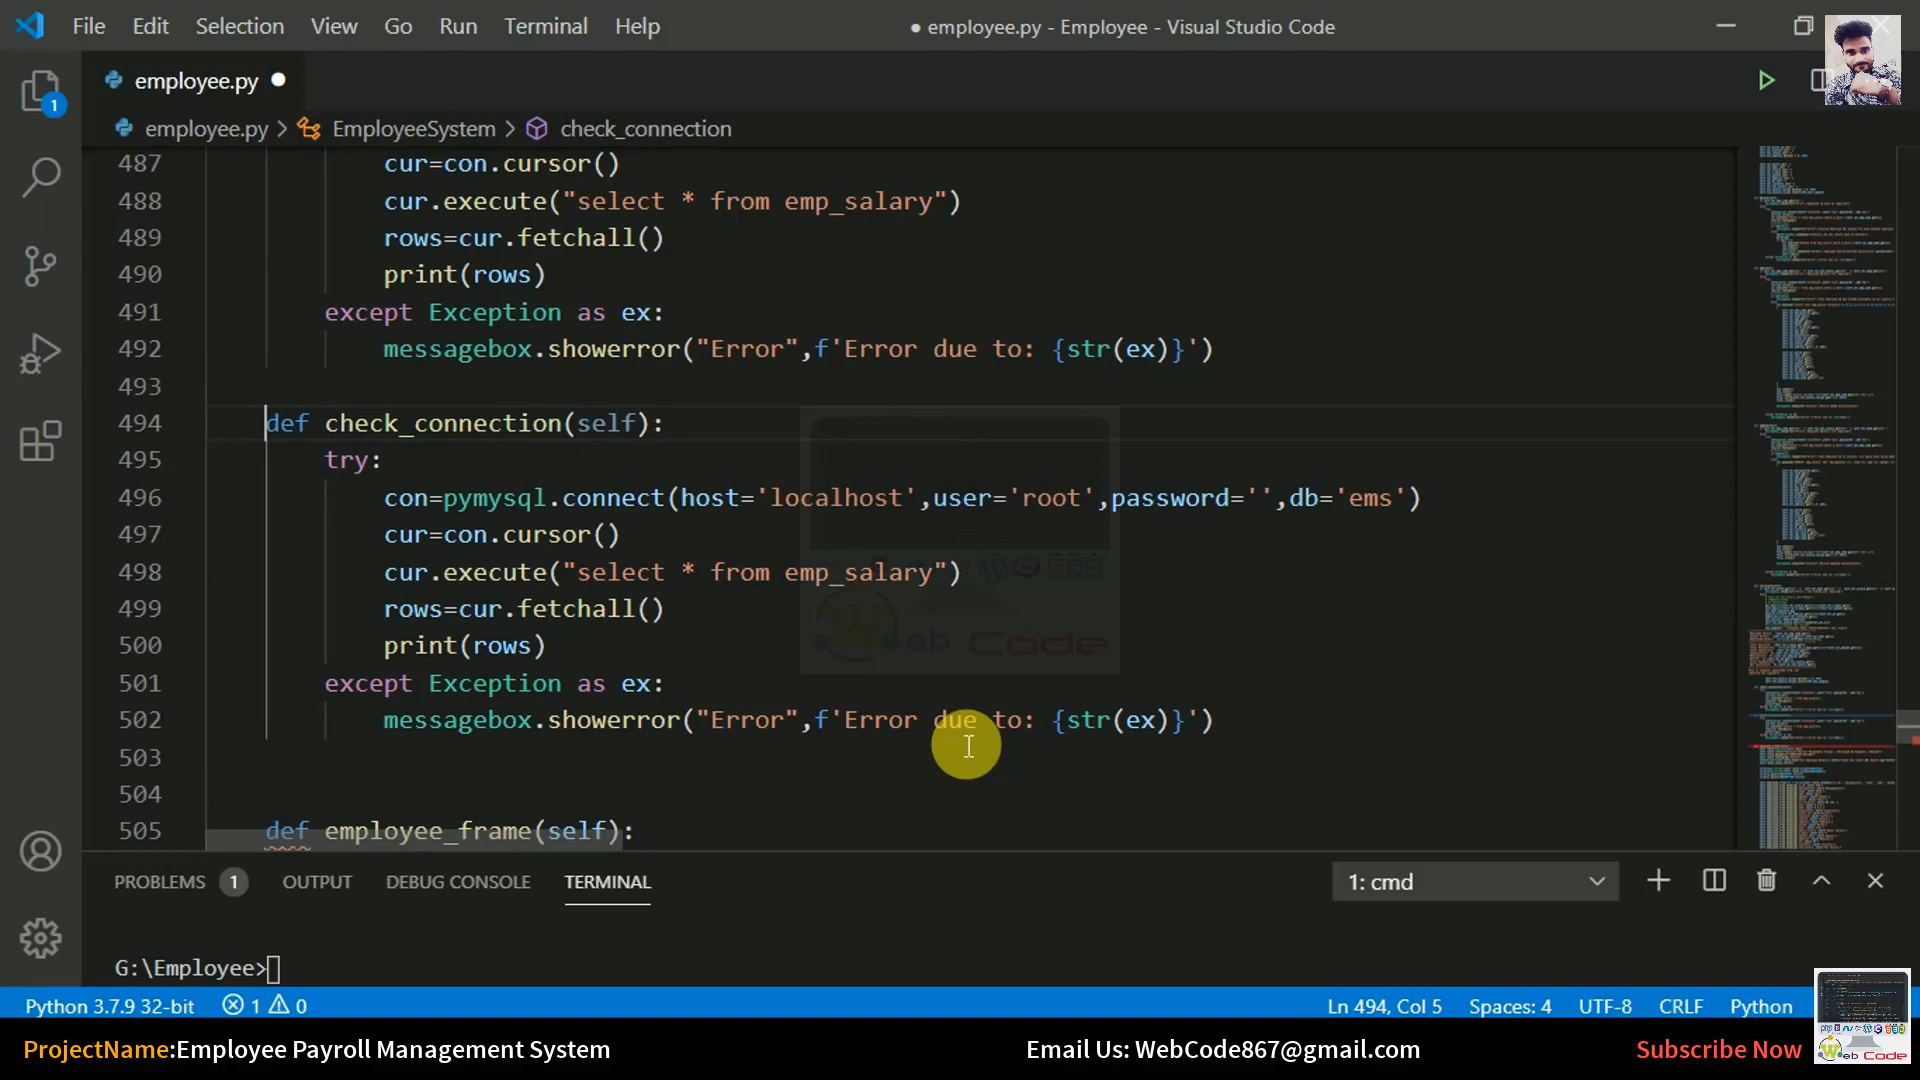 File Edit Selection View Go Run Terminal Help
● employee.py - Employee - Visual Studio Code
employee.py
1
employee.py > EmployeeSystem > check_connection
487 cur=con.cursor()
488 cur.execute("select * from emp_salary")
489 rows=cur.fetchall()
490 print(rows)
491 except Exception as ex:
492 messagebox.showerror("Error",f'Error due to: {str(ex)}')
493
494 def check_connection(self):
495 try:
496 con=pymysql.connect(host='localhost',user='root',password='',db='ems')
497 cur=con.cursor()
498 cur.execute("select * from emp_salary")
499 rows=cur.fetchall()
500 print(rows)
501 except Exception as ex:
502 messagebox.showerror("Error",f'Error due to: {str(ex)}')
503
504
505 def employee_frame(self):
Web Code
PROBLEMS 1 OUTPUT DEBUG CONSOLE TERMINAL 1: cmd
G:\Employee>
Python 3.7.9 32-bit 1 0 Ln 494, Col 5 Spaces: 4 UTF-8 CRLF Python
ProjectName:Employee Payroll Management System Email Us: WebCode867@gmail.com Subscribe Now
Web Code